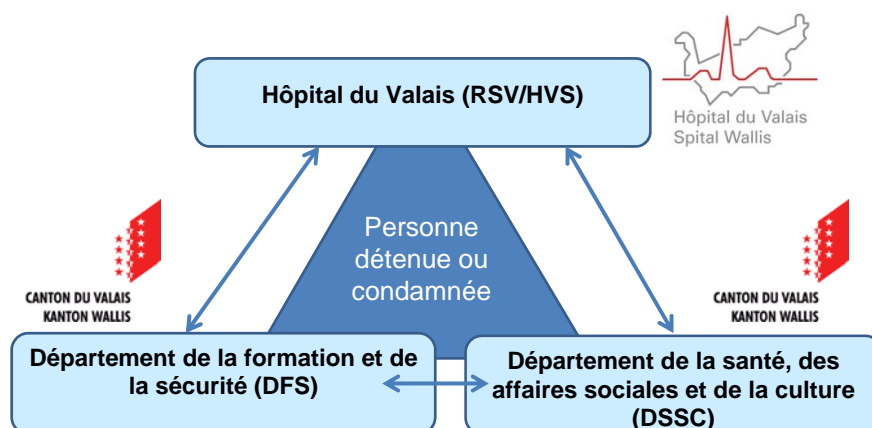 Hôpital du Valais (RSV/HVS)
Hôpital du Valais
Spital Wallis
Personne
détenue ou
condamnée
CANTON DU VALAIS
KANTON WALLIS
CANTON DU VALAIS
KANTON WALLIS
Département de la formation et de
la sécurité (DFS)
Département de la santé, des
affaires sociales et de la culture
(DSSC)